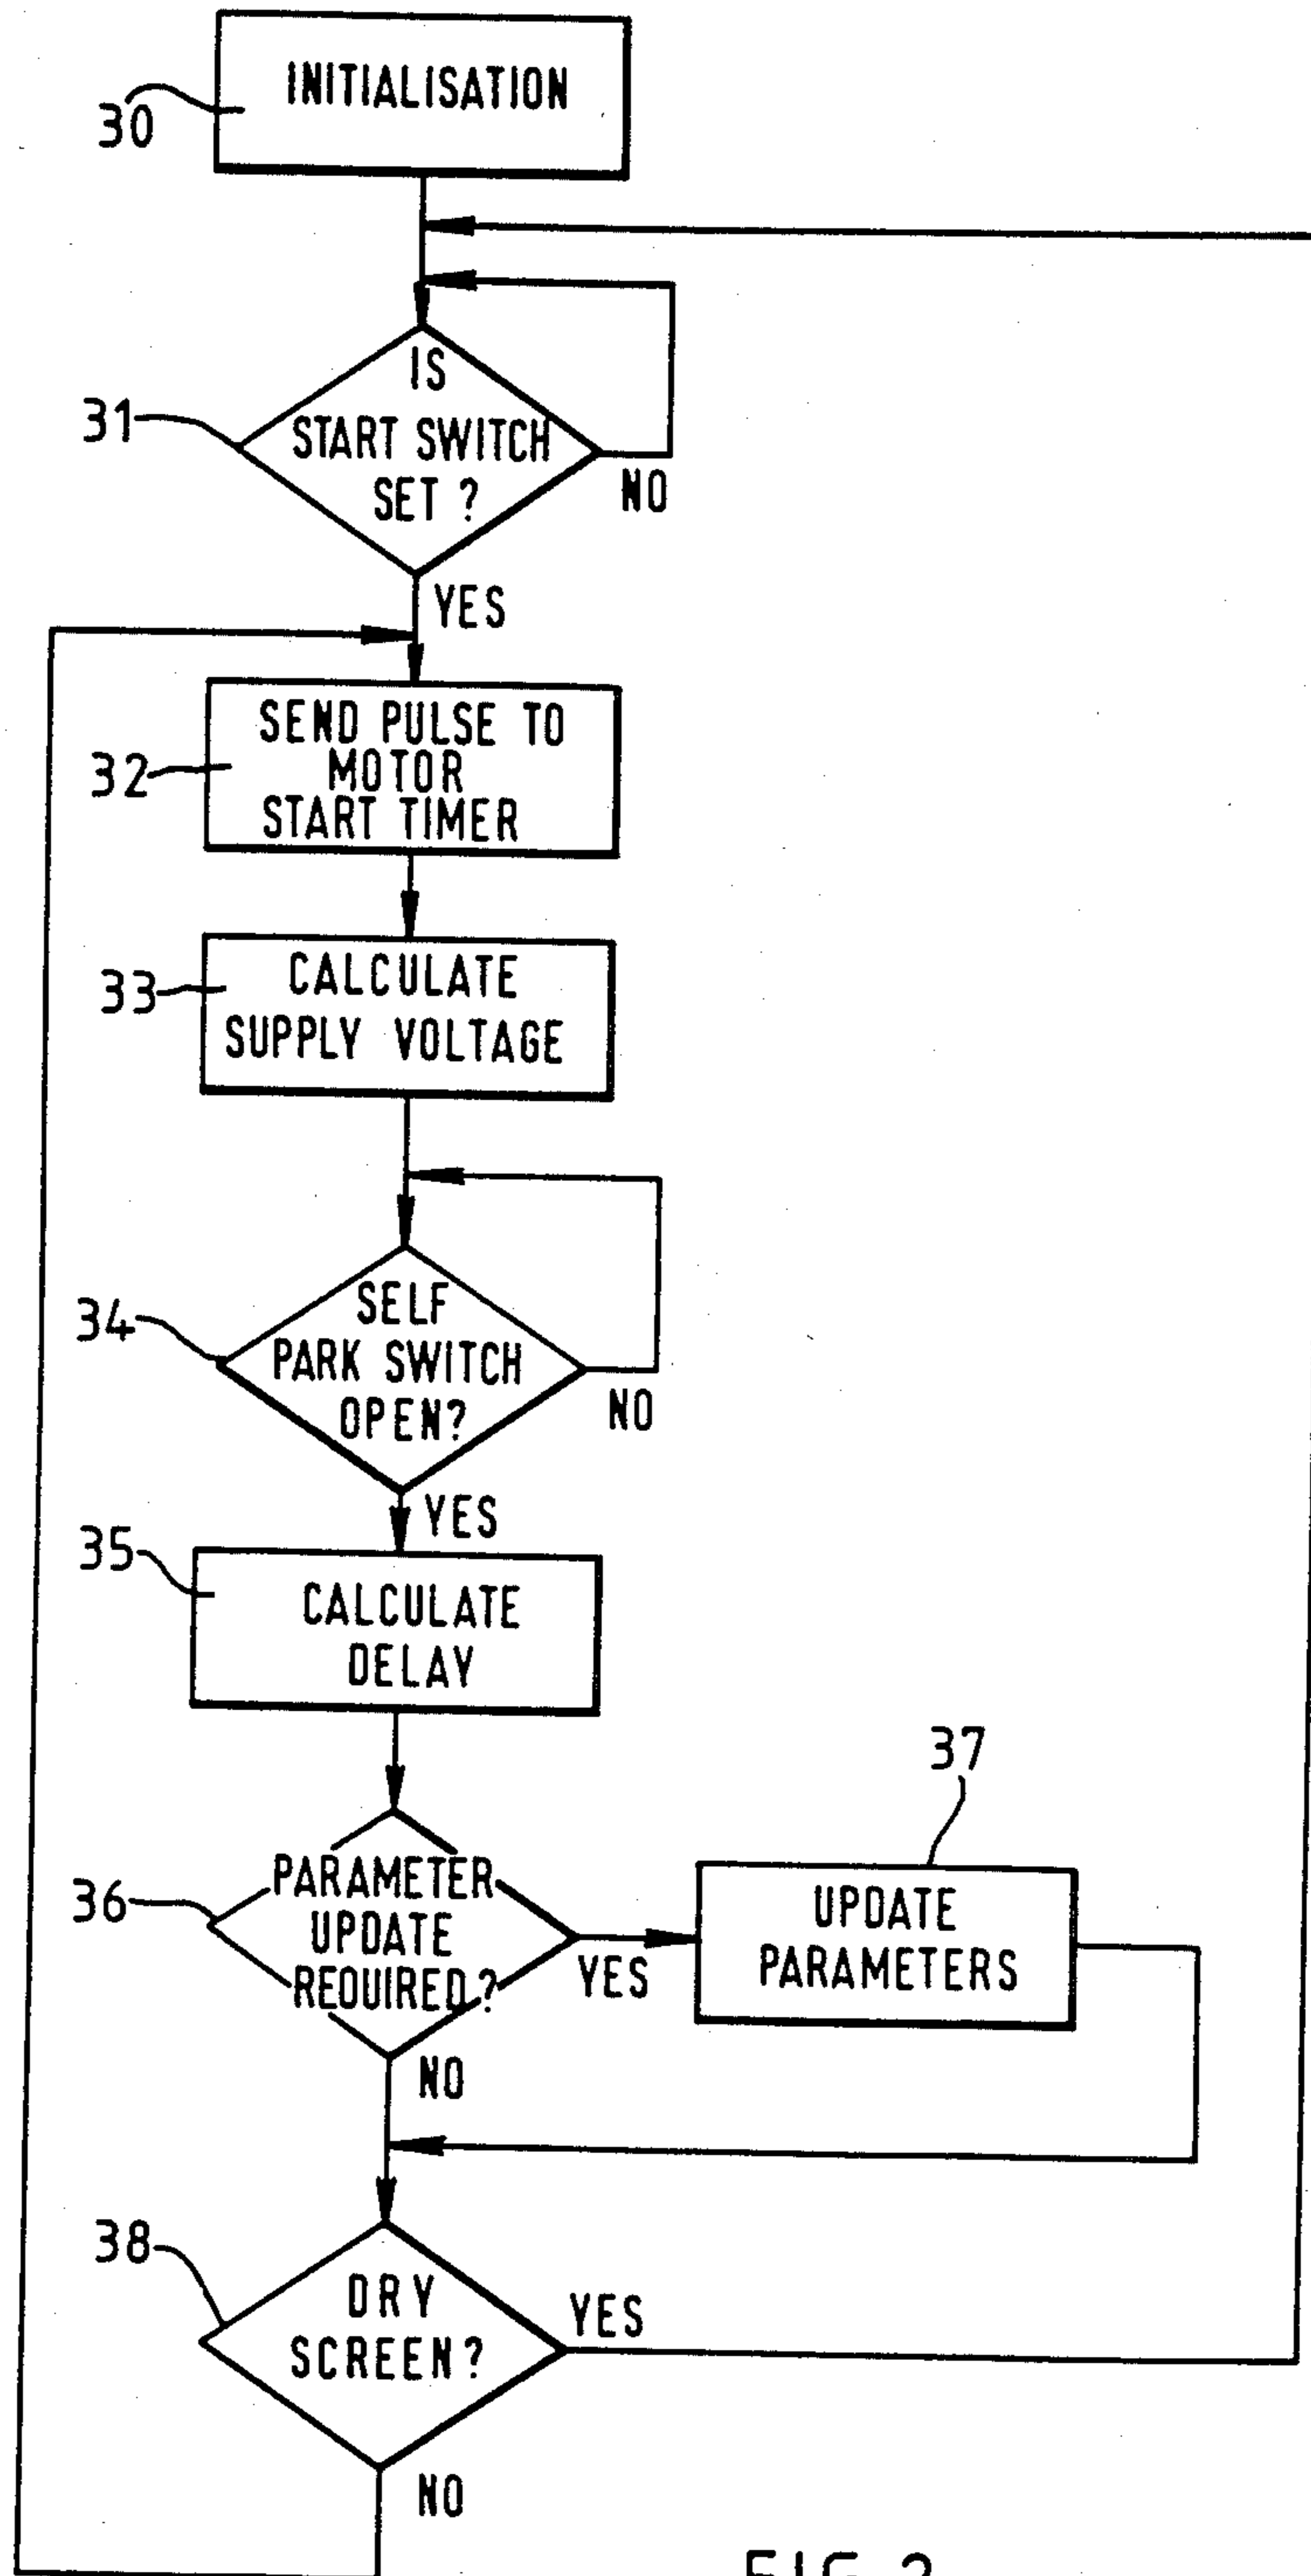 INITIALISATION
30
IS
START SWITCH
SET ?
31
NO
YES
SEND PULSE TO
MOTOR
START TIMER
32
CALCULATE
SUPPLY VOLTAGE
33
SELF
PARK SWITCH
OPEN?
34
NO
YES
35
CALCULATE
DELAY
37
PARAMETER
UPDATE
REQUIRED?
36
YES
UPDATE
PARAMETERS
NO
38
DRY
SCREEN?
YES
NO
FIG 2